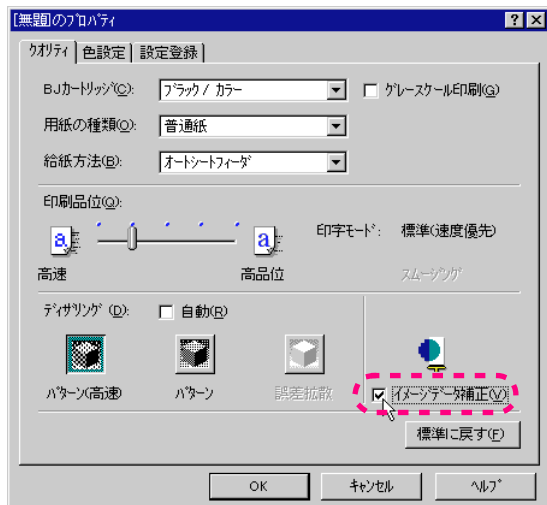 [無題]のﾌﾟﾛﾊﾟﾃｨ
ｸｵﾘﾃｨ 色設定 設定登録
BJｶｰﾄﾘｯｼﾞ(C): ﾌﾞﾗｯｸ / ｶﾗｰ ｸﾞﾚｰｽｹｰﾙ印刷(G)
用紙の種類(O): 普通紙
給紙方法(B): ｵｰﾄｼｰﾄﾌｨｰﾀﾞ
印刷品位(Q):
a a 印字ﾓｰﾄﾞ: 標準(速度優先)
高速 高品位 ｽﾑｰｼﾞﾝｸﾞ
ﾃﾞｨｻﾞﾘﾝｸﾞ (D): 自動(R)
ﾊﾟﾀｰﾝ(高速) ﾊﾟﾀｰﾝ 誤差拡散 ｲﾒｰｼﾞﾃﾞｰﾀ補正(V)
標準に戻す(F)
OK ｷｬﾝｾﾙ ﾍﾙﾌﾟ